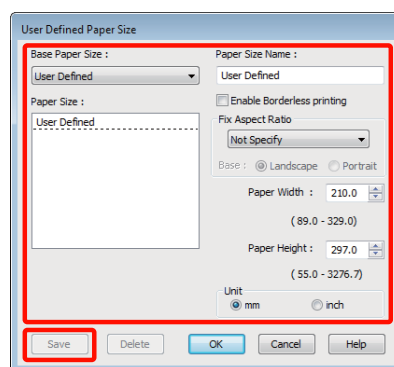 User Defined Paper Size
Base Paper Size :
User Defined
Paper Size :
User Defined
Paper Size Name :
User Defined
Enable Borderless printing
Fix Aspect Ratio
Not Specify
Base : Landscape Portrait
Paper Width : 210.0
( 89.0 - 329.0)
Paper Height : 297.0
( 55.0 - 3276.7)
Unit
mm inch
Save Delete OK Cancel Help